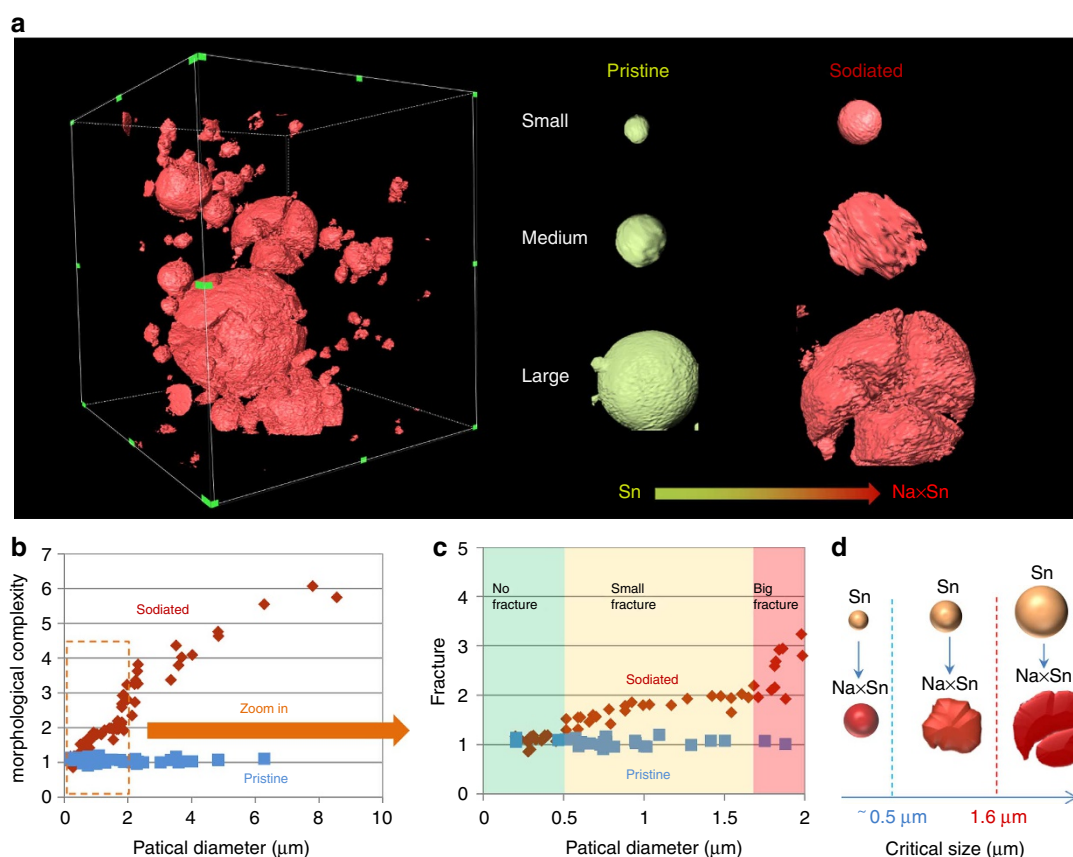 a
Pristine
Sodiated
Small
Medium
Large
Sn
Na×Sn
b
morphological complexity
7
6
5
4
3
2
1
0
Sodiated
Zoom in
Pristine
0
2
4
6
8
10
Patical diameter (μm)
c
Fracture
5
4
3
2
1
0
No
fracture
Small
fracture
Big
fracture
Sodiated
Pristine
0
0.5
1
1.5
2
Patical diameter (μm)
d
Sn
Sn
Sn
Na×Sn
Na×Sn
Na×Sn
~ 0.5 μm
1.6 μm
Critical size (μm)